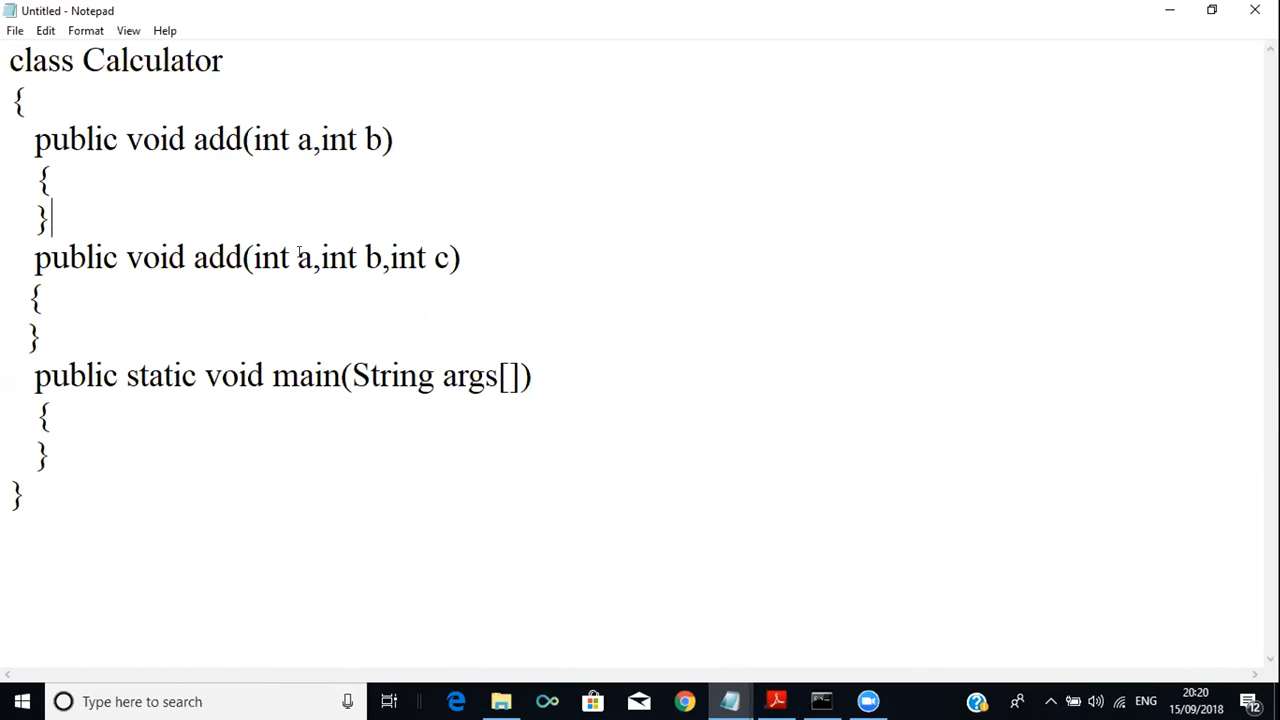 Untitled - Notepad
File Edit Format View Help
class Calculator
{
public void add(int a,int b)
{
}
public void add(int a,int b,int c)
{
}
public static void main(String args[])
{
}
}
Type here to search
ENG
20:20
15/09/2018
12